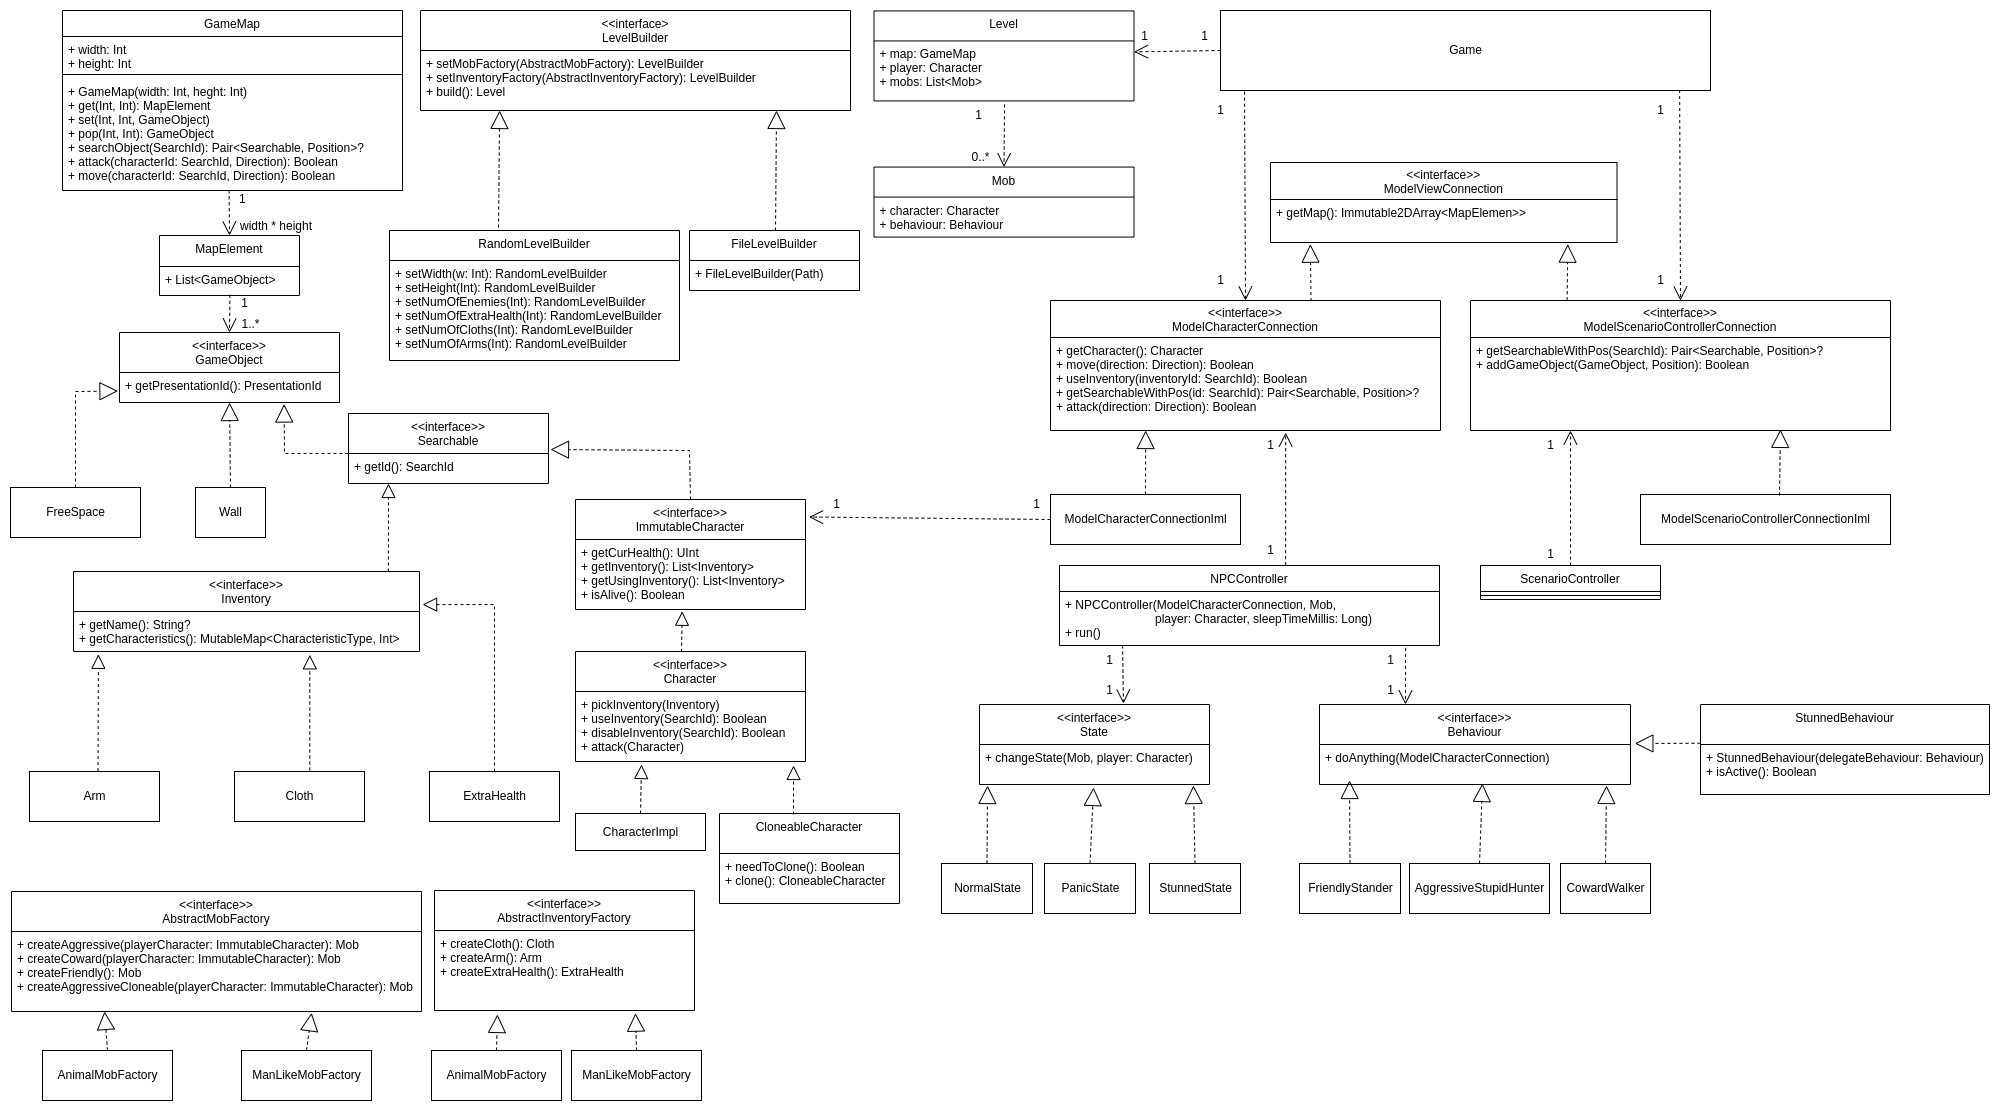 GameMap
+ width: Int
+ height: Int
+ GameMap(width: Int, heght: Int)
+ get(Int, Int): MapElement
+ set(Int, Int, GameObject)
+ pop(Int, Int): GameObject
+ searchObject(SearchId): Pair<Searchable, Position>?
+ attack(characterId: SearchId, Direction): Boolean
+ move(characterId: SearchId, Direction): Boolean
1
width * height
MapElement
+ List<GameObject>
1
1..*
<<interface>>
GameObject
+ getPresentationId(): PresentationId
FreeSpace
Wall
<<interface>
LevelBuilder
+ setMobFactory(AbstractMobFactory): LevelBuilder
+ setInventoryFactory(AbstractInventoryFactory): LevelBuilder
+ build(): Level
RandomLevelBuilder
+ setWidth(w: Int): RandomLevelBuilder
+ setHeight(Int): RandomLevelBuilder
+ setNumOfEnemies(Int): RandomLevelBuilder
+ setNumOfExtraHealth(Int): RandomLevelBuilder
+ setNumOfCloths(Int): RandomLevelBuilder
+ setNumOfArms(Int): RandomLevelBuilder
FileLevelBuilder
+ FileLevelBuilder(Path)
Level
+ map: GameMap
+ player: Character
+ mobs: List<Mob>
1
1
Game
1
0..*
Mob
+ character: Character
+ behaviour: Behaviour
1
1
<<interface>>
ModelViewConnection
+ getMap(): Immutable2DArray<MapElemen>>
1
1
<<interface>>
ModelCharacterConnection
+ getCharacter(): Character
+ move(direction: Direction): Boolean
+ useInventory(inventoryId: SearchId): Boolean
+ getSearchableWithPos(id: SearchId): Pair<Searchable, Position>?
+ attack(direction: Direction): Boolean
<<interface>>
ModelScenarioControllerConnection
+ getSearchableWithPos(SearchId): Pair<Searchable, Position>?
+ addGameObject(GameObject, Position): Boolean
<<interface>>
Searchable
+ getId(): SearchId
1
1
1
1
ModelCharacterConnectionIml
ModelScenarioControllerConnectionIml
<<interface>>
ImmutableCharacter
+ getCurHealth(): UInt
+ getInventory(): List<Inventory>
+ getUsingInventory(): List<Inventory>
+ isAlive(): Boolean
1
1
NPCController
+ NPCController(ModelCharacterConnection, Mob,
player: Character, sleepTimeMillis: Long)
+ run()
ScenarioController
<<interface>>
Inventory
+ getName(): String?
+ getCharacteristics(): MutableMap<CharacteristicType, Int>
Arm
Cloth
ExtraHealth
<<interface>>
Character
+ pickInventory(Inventory)
+ useInventory(SearchId): Boolean
+ disableInventory(SearchId): Boolean
+ attack(Character)
CharacterImpl
CloneableCharacter
+ needToClone(): Boolean
+ clone(): CloneableCharacter
1
1
1
1
<<interface>>
State
+ changeState(Mob, player: Character)
<<interface>>
Behaviour
+ doAnything(ModelCharacterConnection)
StunnedBehaviour
+ StunnedBehaviour(delegateBehaviour: Behaviour)
+ isActive(): Boolean
NormalState
PanicState
StunnedState
FriendlyStander
AggressiveStupidHunter
CowardWalker
<<interface>>
AbstractMobFactory
+ createAggressive(playerCharacter: ImmutableCharacter): Mob
+ createCoward(playerCharacter: ImmutableCharacter): Mob
+ createFriendly(): Mob
+ createAggressiveCloneable(playerCharacter: ImmutableCharacter): Mob
<<interface>>
AbstractInventoryFactory
+ createCloth(): Cloth
+ createArm(): Arm
+ createExtraHealth(): ExtraHealth
AnimalMobFactory
ManLikeMobFactory
AnimalMobFactory
ManLikeMobFactory